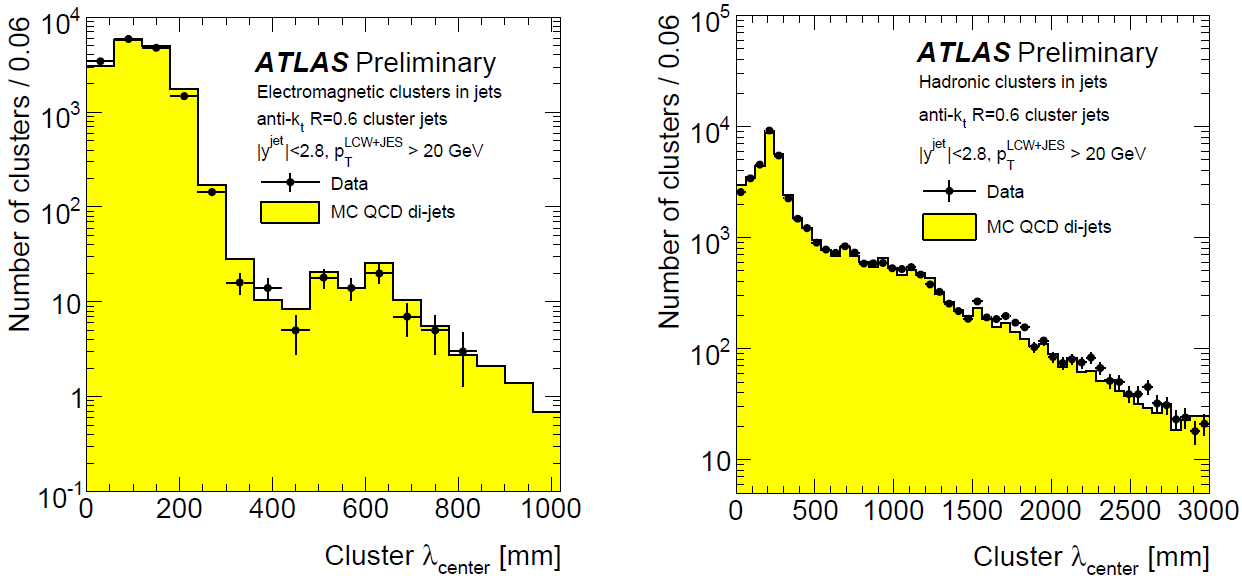 Number of clusters / 0.06
10^4
10^3
10^2
10
1
10^-1
ATLAS Preliminary
Electromagnetic clusters in jets
anti-k_t R=0.6 cluster jets
|y^jet|<2.8, p_T^LCW+JES > 20 GeV
Data
MC QCD di-jets
0 200 400 600 800 1000
Cluster λ_center [mm]
Number of clusters / 0.06
10^5
10^4
10^3
10^2
10
ATLAS Preliminary
Hadronic clusters in jets
anti-k_t R=0.6 cluster jets
|y^jet|<2.8, p_T^LCW+JES > 20 GeV
Data
MC QCD di-jets
0 500 1000 1500 2000 2500 3000
Cluster λ_center [mm]